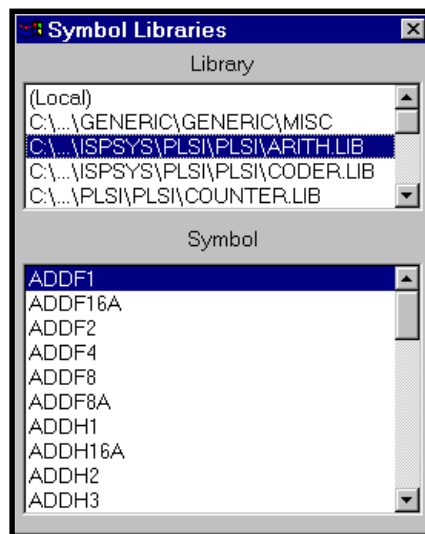 Symbol Libraries
Library
(Local)
C:\...\GENERIC\GENERIC\MISC
C:\...\ISPSYS\PLSI\PLSI\ARITH.LIB
C:\...\ISPSYS\PLSI\PLSI\CODER.LIB
C:\...\PLSI\PLSI\COUNTER.LIB
Symbol
ADDF1
ADDF16A
ADDF2
ADDF4
ADDF8
ADDF8A
ADDH1
ADDH16A
ADDH2
ADDH3